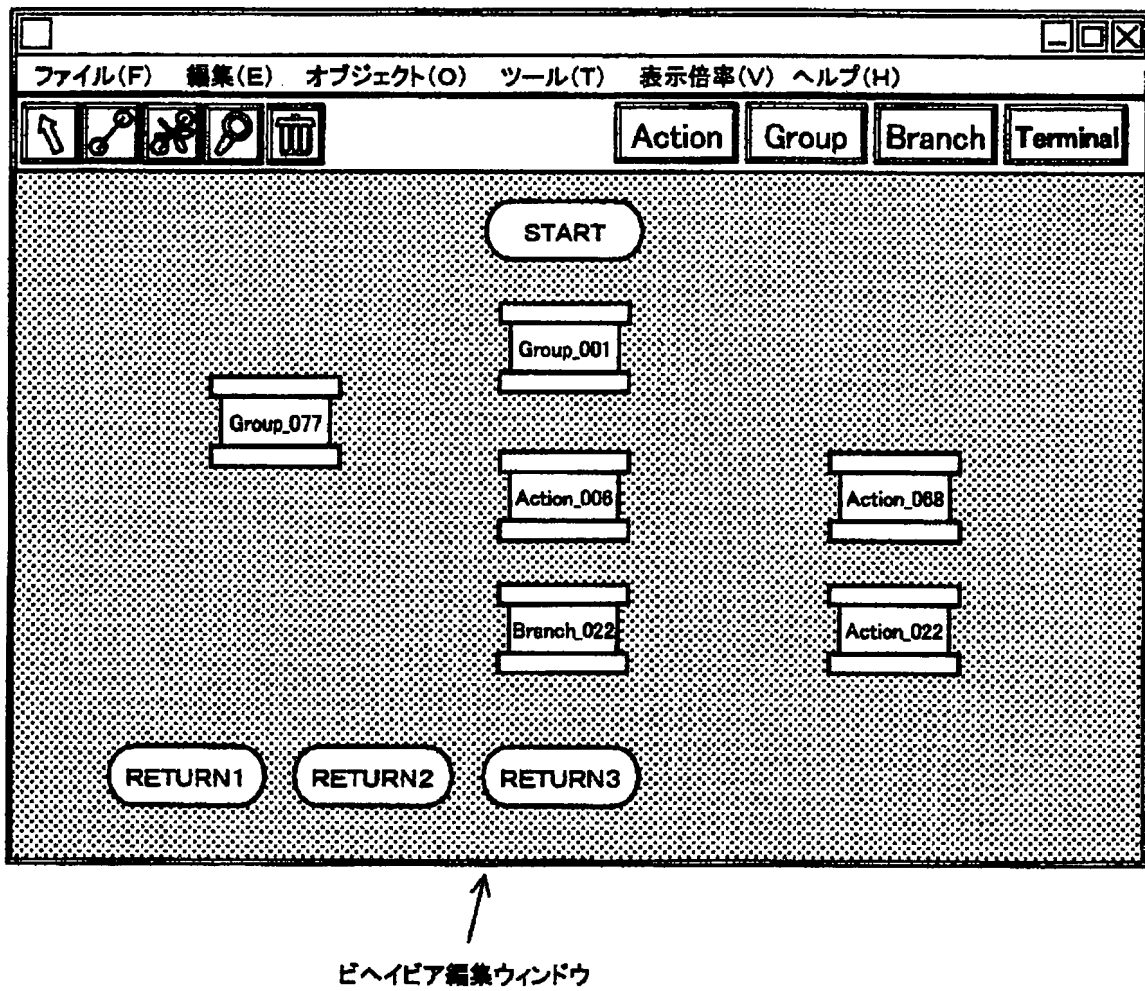 ファイル(F) 編集(E) オブジェクト(O) ツール(T) 表示倍率(V) ヘルプ(H)
Action Group Branch Terminal
START
Group_001
Group_077
Action_006 Action_068
Branch_022 Action_022
RETURN1 RETURN2 RETURN3
ビヘイビア編集ウィンドウ